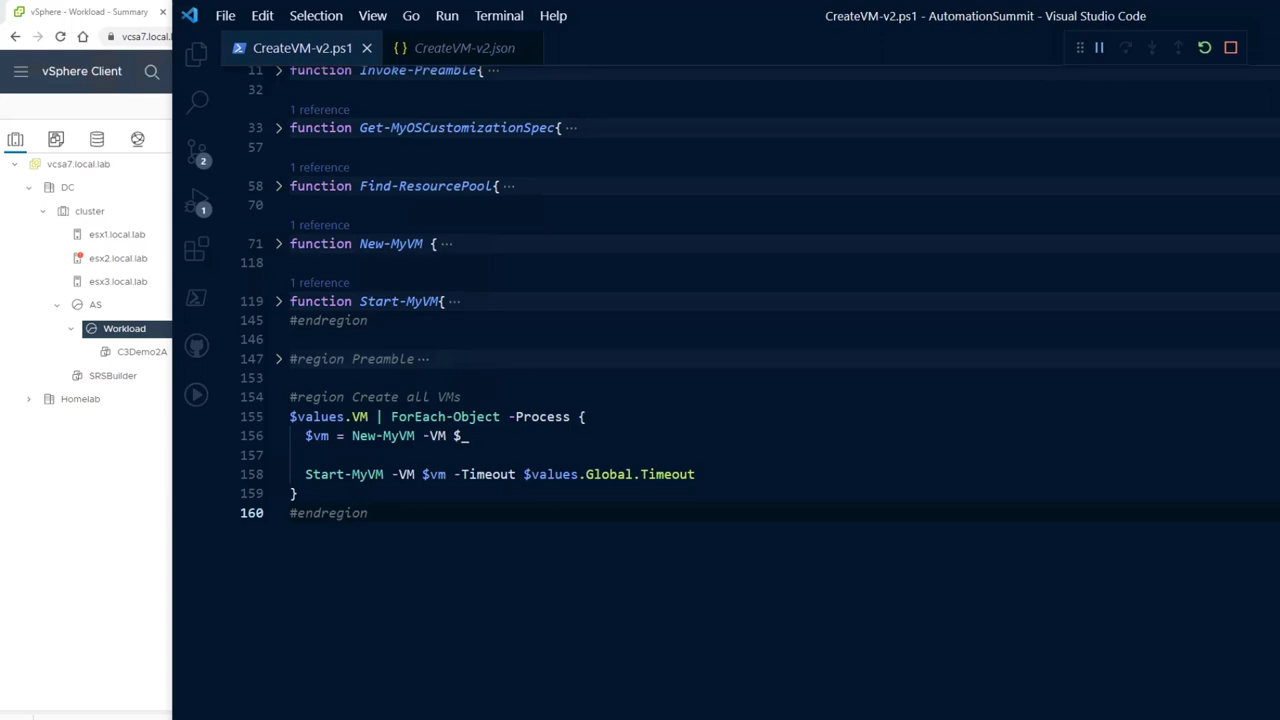 vSphere - Workload - Summary
vcsa7.local.
vSphere Client
vcsa7.local.lab
DC
cluster
esx1.local.lab
esx2.local.lab
esx3.local.lab
AS
Workload
C3Demo2A
SRSBuilder
Homelab
File Edit Selection View Go Run Terminal Help
CreateVM-v2.ps1 - AutomationSummit - Visual Studio Code
CreateVM-v2.ps1
{ } CreateVM-v2.json
2
1
11 function Invoke-Preamble{ ...
32
1 reference
33 function Get-MyOSCustomizationSpec{ ...
57
1 reference
58 function Find-ResourcePool{ ...
70
1 reference
71 function New-MyVM { ...
118
1 reference
119 function Start-MyVM{ ...
145 #endregion
146
147 #region Preamble ...
153
154 #region Create all VMs
155 $values.VM | ForEach-Object -Process {
156 $vm = New-MyVM -VM $_
157
158 Start-MyVM -VM $vm -Timeout $values.Global.Timeout
159 }
160 #endregion